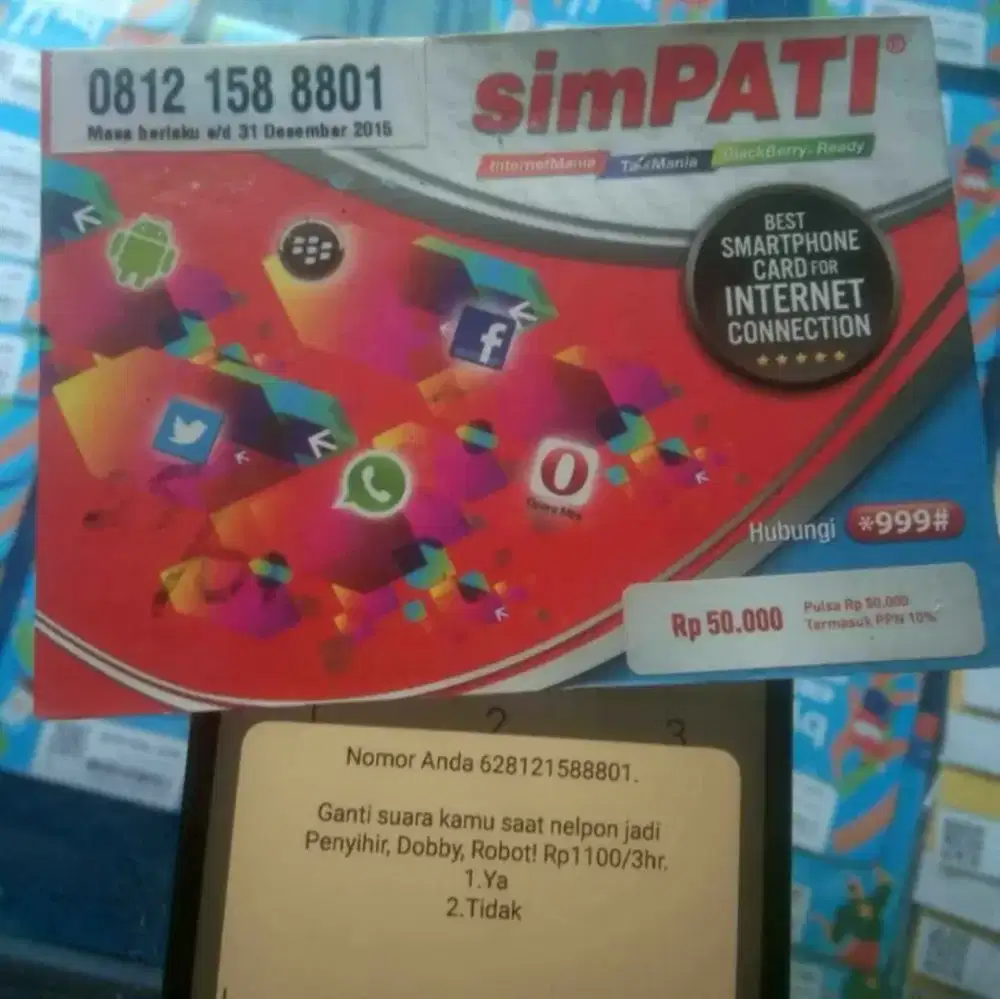 0812 158 8801
Masa berlaku s/d 31 Desember 2015
simPATI®
InternetMania TalkMania BlackBerry® Ready
BEST
SMARTPHONE
CARD FOR
INTERNET
CONNECTION
Opera Mini
Hubungi *999#
Rp 50.000
Pulsa Rp 50.000
Termasuk PPN 10%
2 3
Nomor Anda 628121588801.
Ganti suara kamu saat nelpon jadi
Penyihir, Dobby, Robot! Rp1100/3hr.
1.Ya
2.Tidak